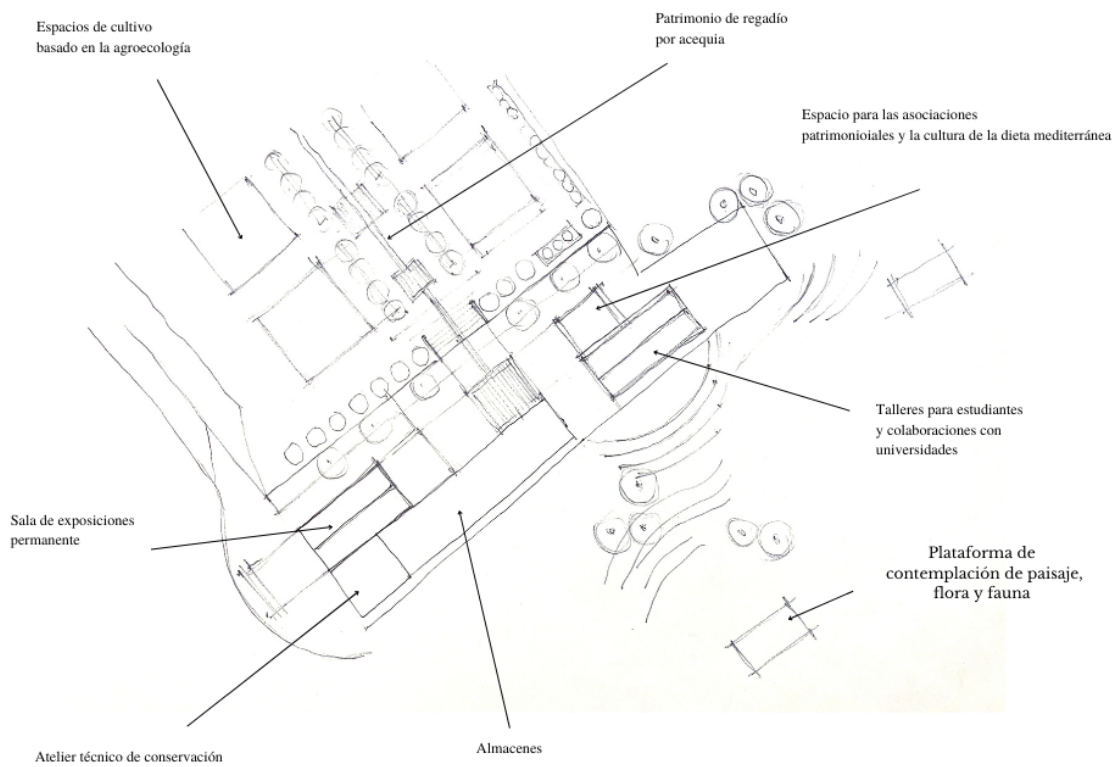 Espacios de cultivo
basado en la agroecología
Patrimonio de regadío
por acequia
Espacio para las asociaciones
patrimonioiales y la cultura de la dieta mediterránea
Talleres para estudiantes
y colaboraciones con
universidades
Sala de exposiciones
permanente
Plataforma de
contemplación de paisaje,
flora y fauna
Atelier técnico de conservación
Almacenes